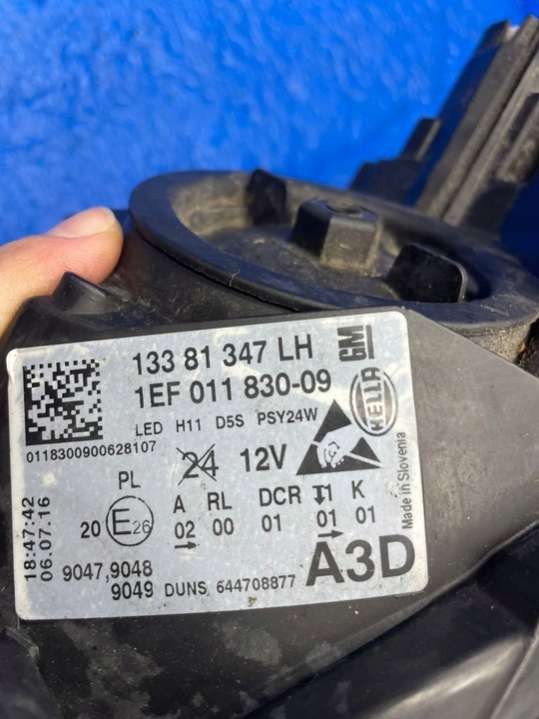 133 81 347 LH GM
1EF 011 830-09 HELLA
LED H11 D5S PSY24W
0118300900628107
24 12V
PL A RL DCR T1 K
20 E26 02 00 01 01 01
9047,9048
9049 DUNS 644708877 A3D
18:47:42
06.07.16
Made in Slovenia